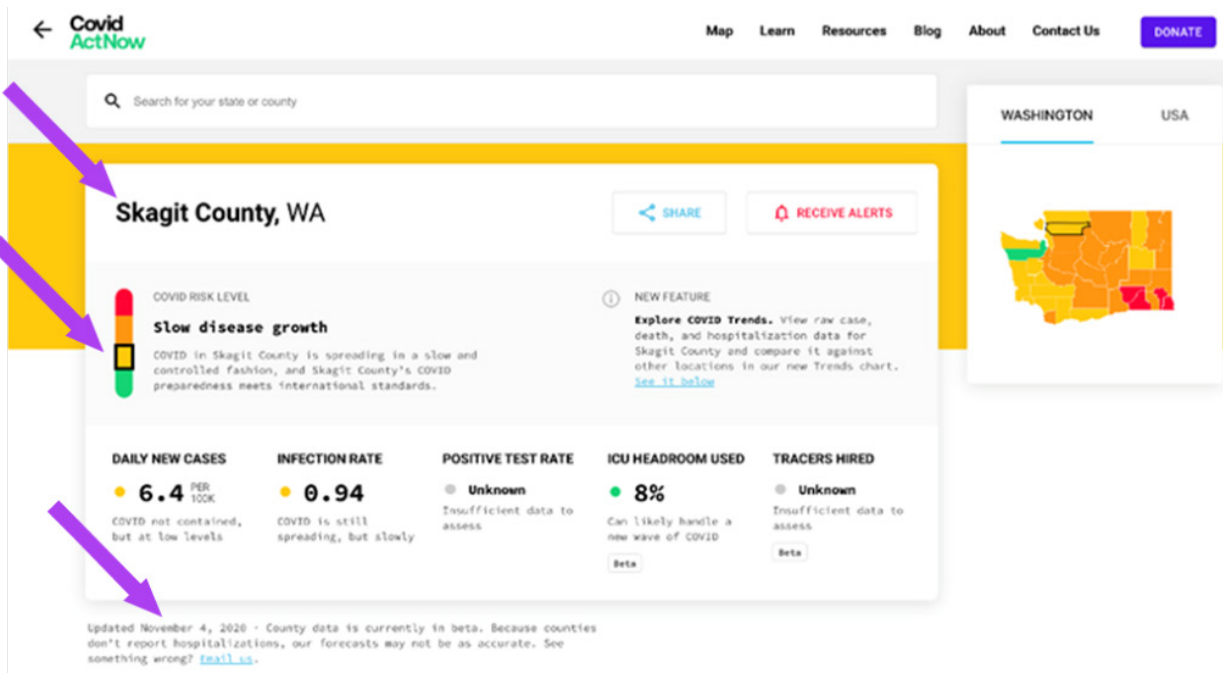 Covid
ActNow
Map Learn Resources Blog About Contact Us DONATE
Search for your state or county
WASHINGTON USA
Skagit County, WA
SHARE
RECEIVE ALERTS
COVID RISK LEVEL
Slow disease growth
COVID in Skagit County is spreading in a slow and
controlled fashion, and Skagit County's COVID
preparedness meets international standards.
NEW FEATURE
Explore COVID Trends. View raw case,
death, and hospitalization data for
Skagit County and compare it against
other locations in our new Trends chart.
See it below
DAILY NEW CASES
6.4 PER 100K
COVID not contained,
but at low levels
INFECTION RATE
0.94
COVID is still
spreading, but slowly
POSITIVE TEST RATE
Unknown
Insufficient data to
assess
ICU HEADROOM USED
8%
Can likely handle a
new wave of COVID
Beta
TRACERS HIRED
Unknown
Insufficient data to
assess
Beta
Updated November 4, 2020 · County data is currently in beta. Because counties
don't report hospitalizations, our forecasts may not be as accurate. See
something wrong? Email us.